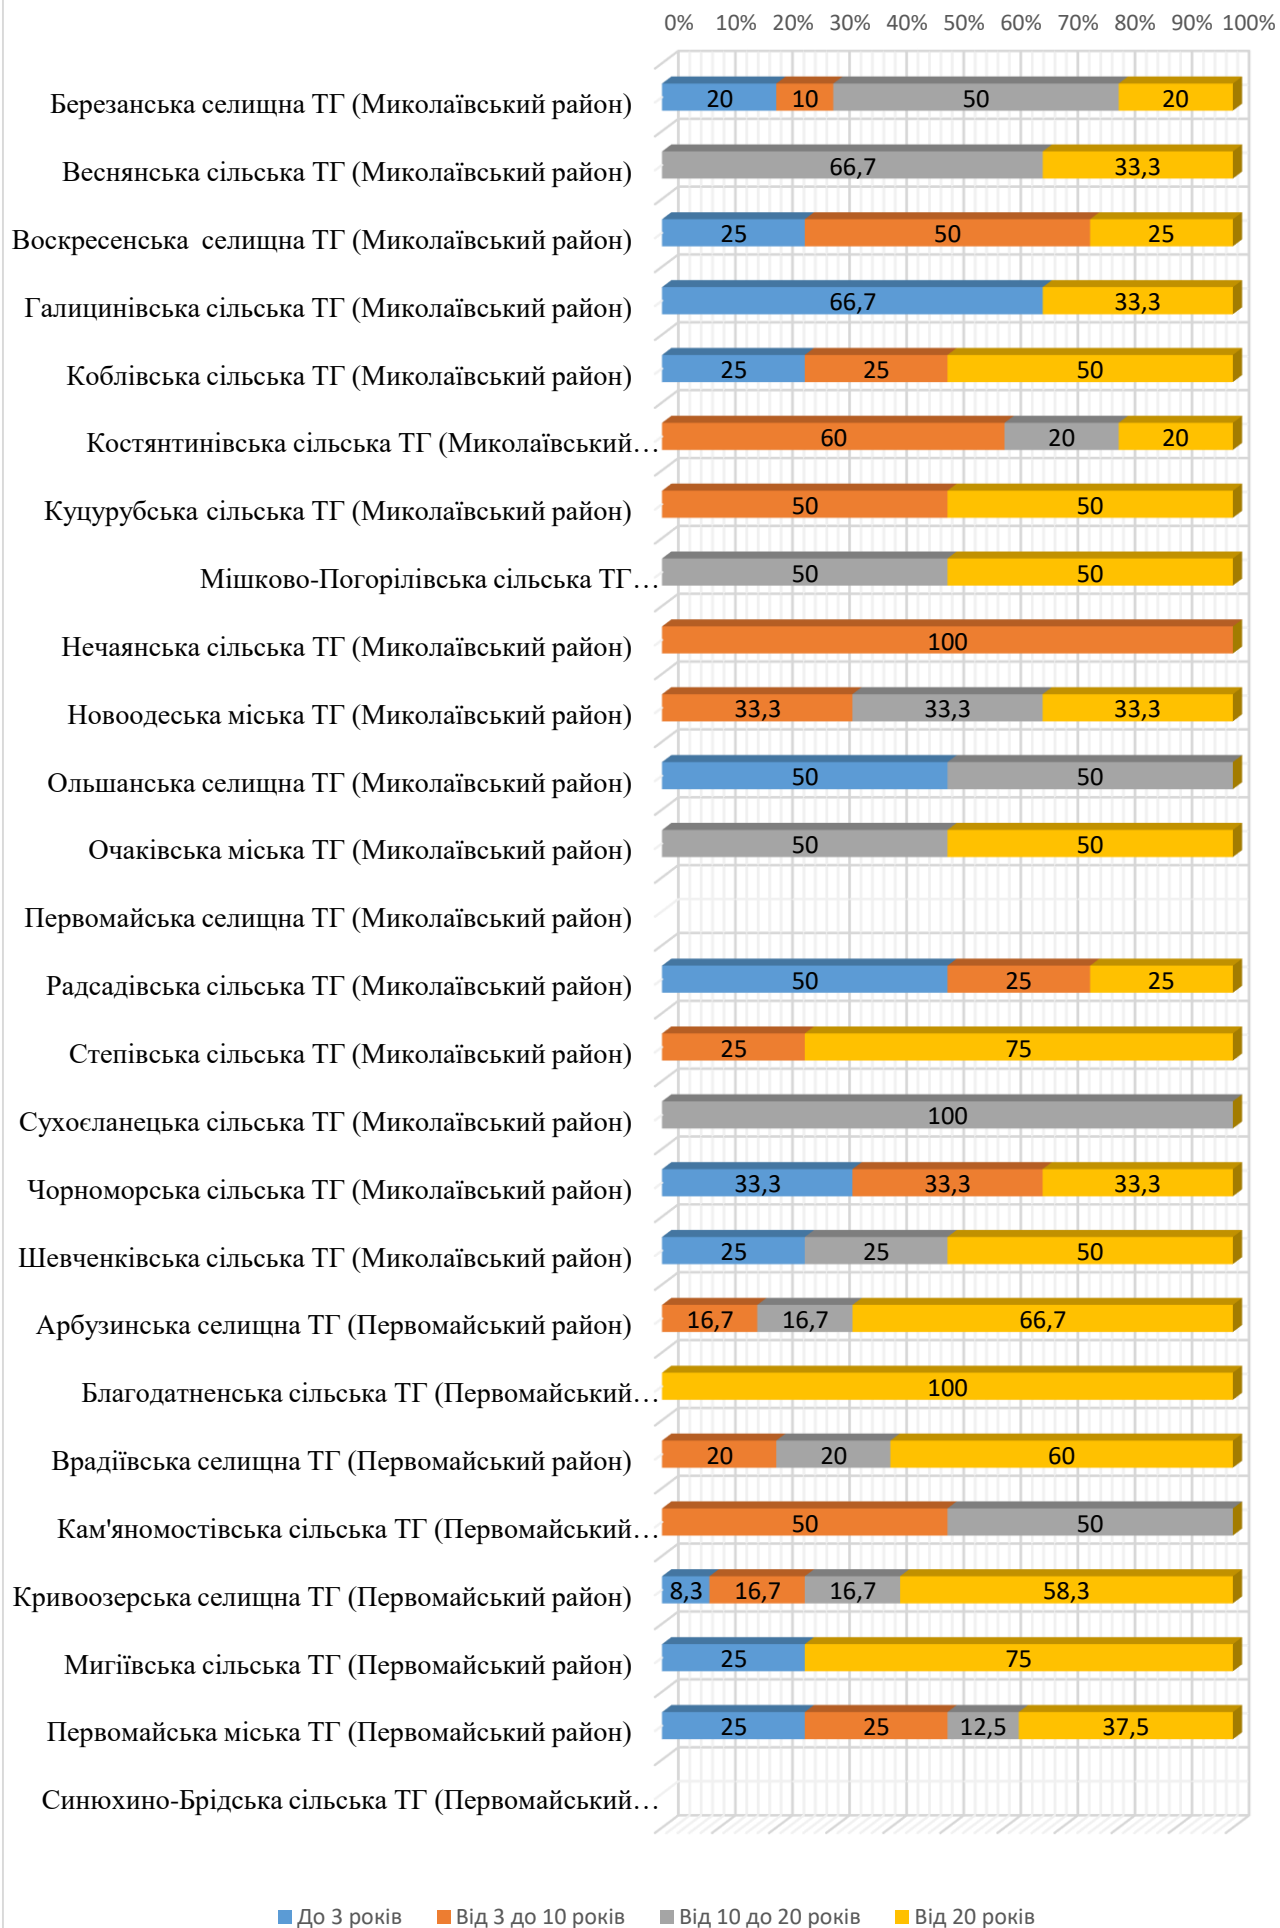 0% 10% 20% 30% 40% 50% 60% 70% 80% 90% 100%
Березанська селищна ТГ (Миколаївський район) 20 10 50 20
Веснянська сільська ТГ (Миколаївський район) 66,7 33,3
Воскресенська селищна ТГ (Миколаївський район) 25 50 25
Галицинівська сільська ТГ (Миколаївський район) 66,7 33,3
Коблівська сільська ТГ (Миколаївський район) 25 25 50
Костянтинівська сільська ТГ (Миколаївський… 60 20 20
Куцурубська сільська ТГ (Миколаївський район) 50 50
Мішково-Погорілівська сільська ТГ… 50 50
Нечаянська сільська ТГ (Миколаївський район) 100
Новоодеська міська ТГ (Миколаївський район) 33,3 33,3 33,3
Ольшанська селищна ТГ (Миколаївський район) 50 50
Очаківська міська ТГ (Миколаївський район) 50 50
Первомайська селищна ТГ (Миколаївський район)
Радсадівська сільська ТГ (Миколаївський район) 50 25 25
Степівська сільська ТГ (Миколаївський район) 25 75
Сухоєланецька сільська ТГ (Миколаївський район) 100
Чорноморська сільська ТГ (Миколаївський район) 33,3 33,3 33,3
Шевченківська сільська ТГ (Миколаївський район) 25 25 50
Арбузинська селищна ТГ (Первомайський район) 16,7 16,7 66,7
Благодатненська сільська ТГ (Первомайський… 100
Врадіївська селищна ТГ (Первомайський район) 20 20 60
Кам'яномостівська сільська ТГ (Первомайський… 50 50
Кривоозерська селищна ТГ (Первомайський район) 8,3 16,7 16,7 58,3
Мигіївська сільська ТГ (Первомайський район) 25 75
Первомайська міська ТГ (Первомайський район) 25 25 12,5 37,5
Синюхино-Брідська сільська ТГ (Первомайський…
До 3 років Від 3 до 10 років Від 10 до 20 років Від 20 років